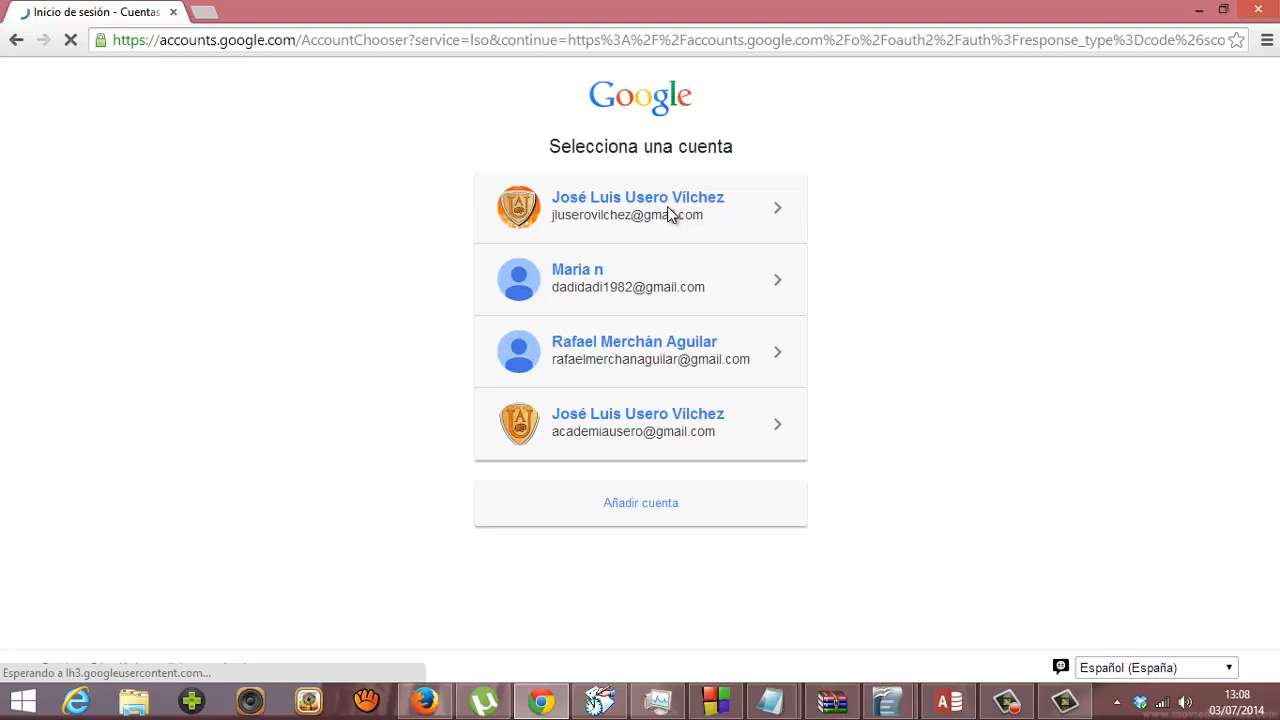 Inicio de sesión - Cuentas
https://accounts.google.com/AccountChooser?service=lso&continue=https%3A%2F%2Faccounts.google.com%2Fo%2Foauth2%2Fauth%3Fresponse_type%3Dcode%26sco
Google
Selecciona una cuenta
José Luis Usero Vílchez
jluserovilchez@gmail.com
Maria n
dadidadi1982@gmail.com
Rafael Merchán Aguilar
rafaelmerchanaguilar@gmail.com
José Luis Usero Vílchez
academiausero@gmail.com
Añadir cuenta
Español (España)
Esperando a lh3.googleusercontent.com...
13:08
03/07/2014